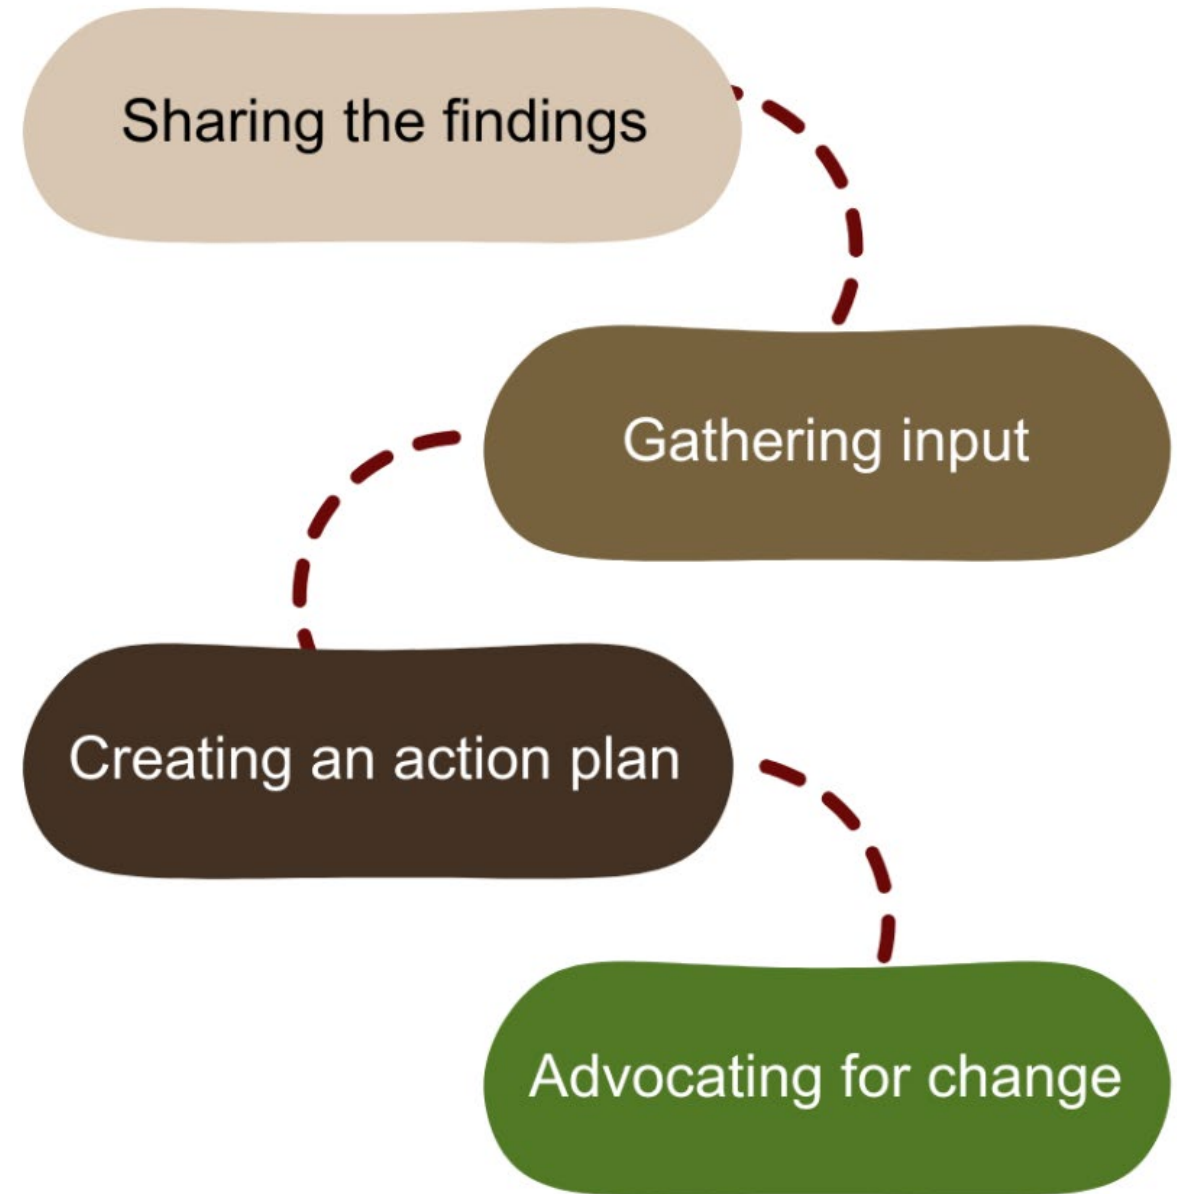 Sharing the findings
Gathering input
Creating an action plan
Advocating for change